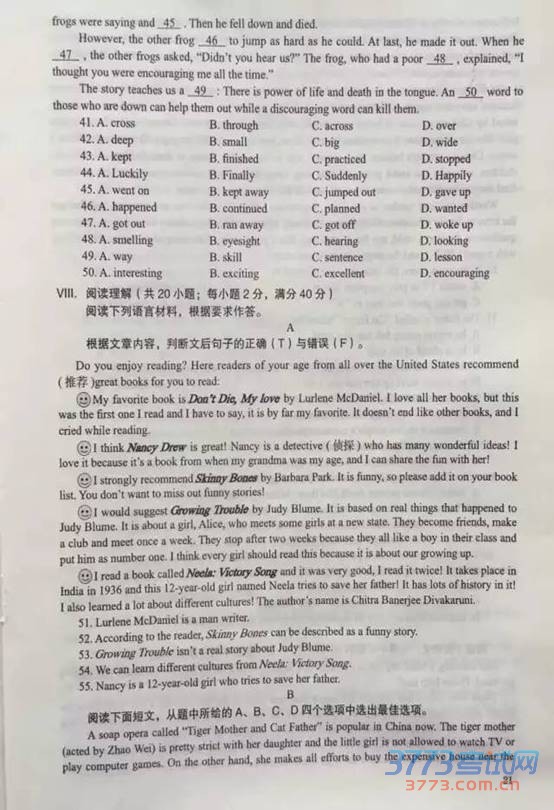 frogs were saying and 45 . Then he fell down and died.
However, the other frog 46 to jump as hard as he could. At last, he made it out. When he
47 , the other frogs asked, “Didn't you hear us?” The frog, who had a poor 48 , explained, “I
thought you were encouraging me all the time.”
The story teaches us a 49 : There is power of life and death in the tongue. An 50 word to
those who are down can help them out while a discouraging word can kill them.
41. A. cross B. through C. across D. over
42. A. deep B. small C. big D. wide
43. A. kept B. finished C. practiced D. stopped
44. A. Luckily B. Finally C. Suddenly D. Happily
45. A. went on B. kept away C. jumped out D. gave up
46. A. happened B. continued C. planned D. wanted
47. A. got out B. ran away C. got off D. woke up
48. A. smelling B. eyesight C. hearing D. looking
49. A. way B. skill C. sentence D. lesson
50. A. interesting B. exciting C. excellent D. encouraging
VIII. 阅读理解（共20小题；每小题2分，满分40分）
阅读下列语言材料，根据要求作答。
A
根据文章内容，判断文后句子的正确（T）与错误（F）。
Do you enjoy reading? Here readers of your age from all over the United States recommend
(推荐)great books for you to read:
My favorite book is Don't Die, My love by Lurlene McDaniel. I love all her books, but this
was the first one I read and I have to say, it is by far my favorite. It doesn't end like other books, and I
cried while reading.
I think Nancy Drew is great! Nancy is a detective (侦探) who has many wonderful ideas! I
love it because it's a book from when my grandma was my age, and I can share the fun with her!
I strongly recommend Skinny Bones by Barbara Park. It is funny, so please add it on your book
list. You don't want to miss out funny stories!
I would suggest Growing Trouble by Judy Blume. It is based on real things that happened to
Judy Blume. It is about a girl, Alice, who meets some girls at a new state. They become friends, make
a club and meet once a week. They stop after two weeks because they all like a boy in their class and
put him as number one. I think every girl should read this because it is about our growing up.
I read a book called Neela: Victory Song and it was very good, I read it twice! It takes place in
India in 1936 and this 12-year-old girl named Neela tries to save her father! It has lots of history in it!
I also learned a lot about different cultures! The author's name is Chitra Banerjee Divakaruni.
51. Lurlene McDaniel is a man writer.
52. According to the reader, Skinny Bones can be described as a funny story.
53. Growing Trouble isn't a real story about Judy Blume.
54. We can learn different cultures from Neela: Victory Song.
55. Nancy is a 12-year-old girl who tries to save her father.
B
阅读下面短文，从题中所给的A、B、C、D四个选项中选出最佳选项。
A soap opera called “Tiger Mother and Cat Father” is popular in China now. The tiger mother
(acted by Zhao Wei) is pretty strict with her daughter and the little girl is not allowed to watch TV or
play computer games. On the other hand, she makes all efforts to buy the expensive house near the
21
3773考试网
3773.com.cn